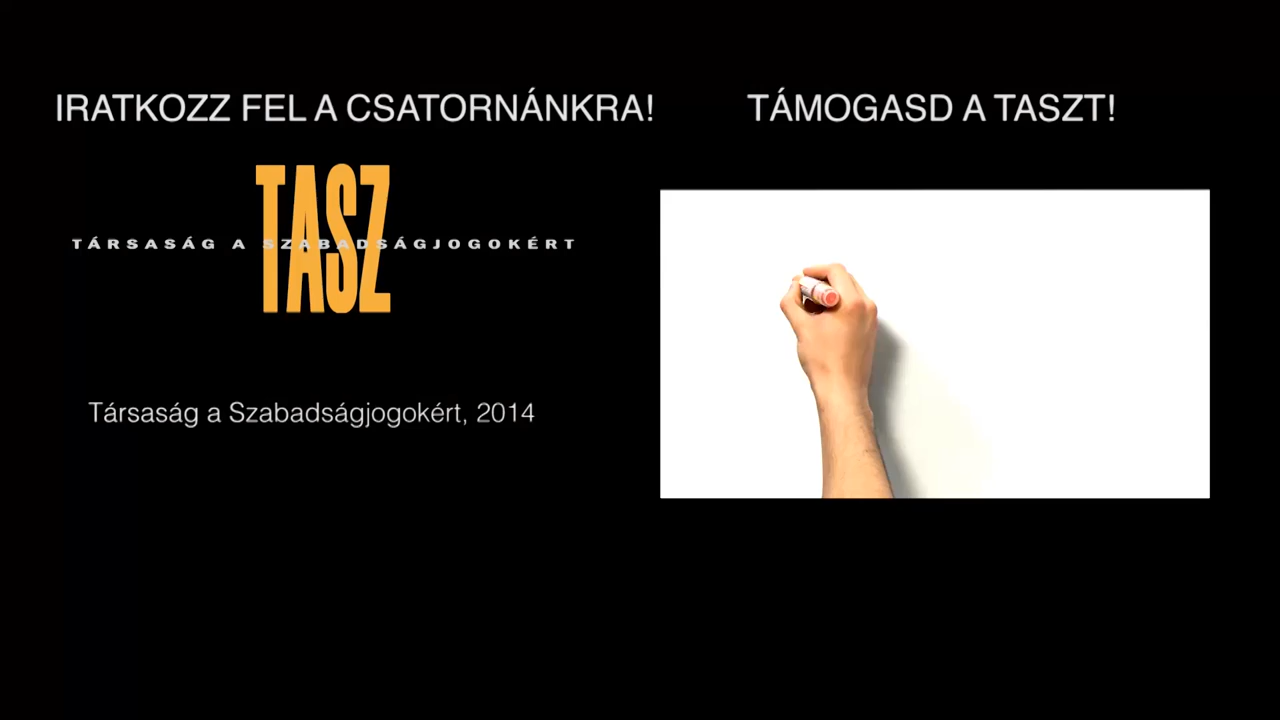 IRATKOZZ FEL A CSATORNÁNKRA!
TÁMOGASD A TASZT!
TASZ
TÁRSASÁG A SZABADSÁGJOGOKÉRT
Társaság a Szabadságjogokért, 2014